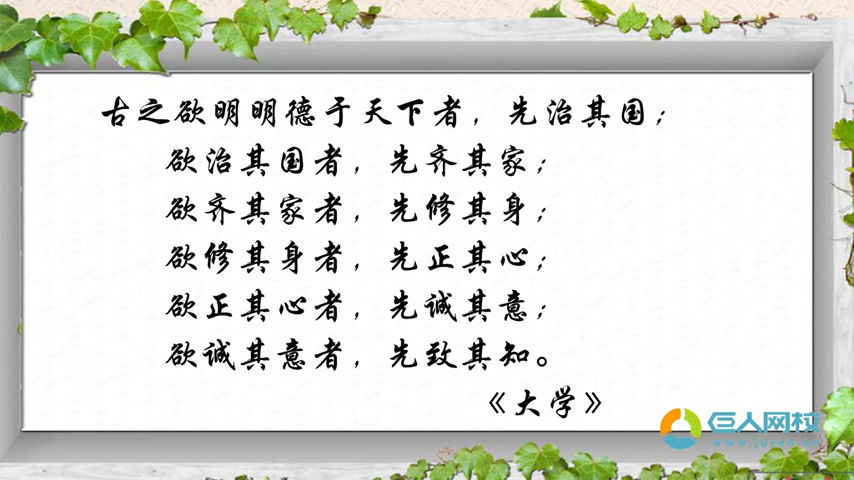 古之欲明明德于天下者，先治其国；
欲治其国者，先齐其家；
欲齐其家者，先修其身；
欲修其身者，先正其心；
欲正其心者，先诚其意；
欲诚其意者，先致其知。
《大学》
巨人网校